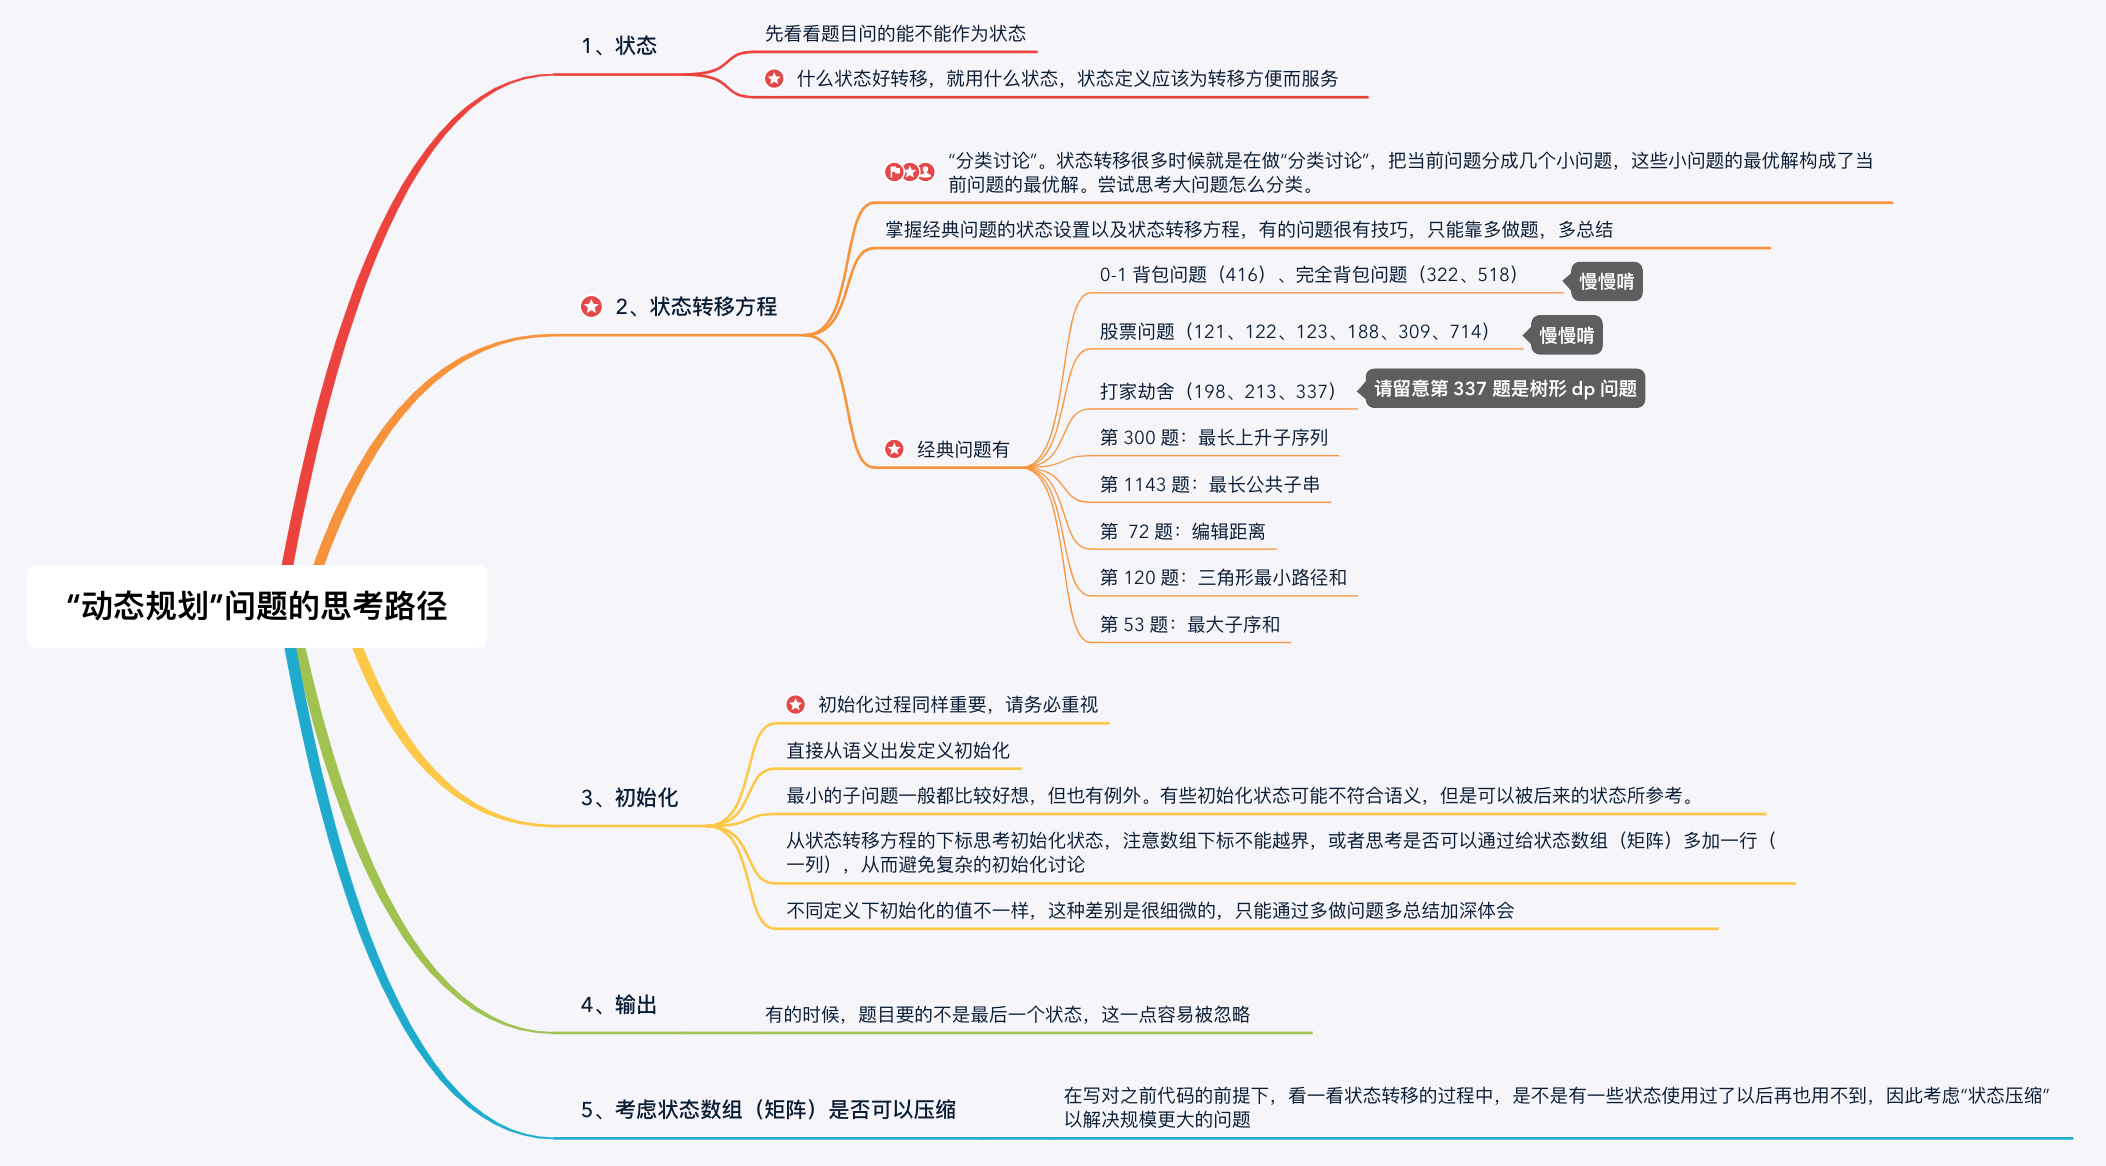 “动态规划”问题的思考路径
1、状态
先看看题目问的能不能作为状态
什么状态好转移，就用什么状态，状态定义应该为转移方便而服务
2、状态转移方程
“分类讨论”。状态转移很多时候就是在做“分类讨论”，把当前问题分成几个小问题，这些小问题的最优解构成了当
前问题的最优解。尝试思考大问题怎么分类。
掌握经典问题的状态设置以及状态转移方程，有的问题很有技巧，只能靠多做题，多总结
经典问题有
0-1 背包问题（416）、完全背包问题（322、518）
慢慢啃
股票问题（121、122、123、188、309、714）
慢慢啃
打家劫舍（198、213、337）
请留意第 337 题是树形 dp 问题
第 300 题：最长上升子序列
第 1143 题：最长公共子串
第  72 题：编辑距离
第 120 题：三角形最小路径和
第 53 题：最大子序和
3、初始化
初始化过程同样重要，请务必重视
直接从语义出发定义初始化
最小的子问题一般都比较好想，但也有例外。有些初始化状态可能不符合语义，但是可以被后来的状态所参考。
从状态转移方程的下标思考初始化状态，注意数组下标不能越界，或者思考是否可以通过给状态数组（矩阵）多加一行（
一列），从而避免复杂的初始化讨论
不同定义下初始化的值不一样，这种差别是很细微的，只能通过多做问题多总结加深体会
4、输出
有的时候，题目要的不是最后一个状态，这一点容易被忽略
5、考虑状态数组（矩阵）是否可以压缩
在写对之前代码的前提下，看一看状态转移的过程中，是不是有一些状态使用过了以后再也用不到，因此考虑“状态压缩”
以解决规模更大的问题